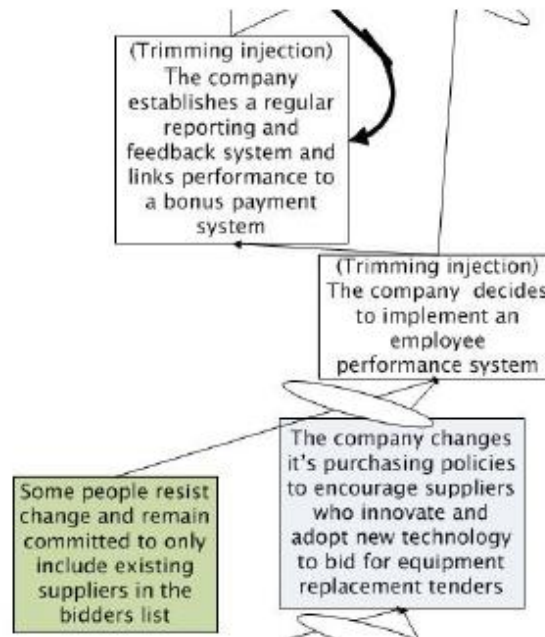 (Trimming injection)
The company
establishes a regular
reporting and
feedback system and
links performance to
a bonus payment
system
(Trimming injection)
The company decides
to implement an
employee
performance system
The company changes
it's purchasing policies
to encourage suppliers
who innovate and
adopt new technology
to bid for equipment
replacement tenders
Some people resist
change and remain
committed to only
include existing
suppliers in the
bidders list